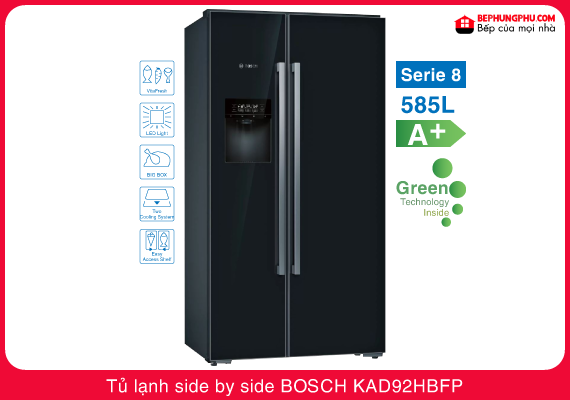 BEPHUNGPHU.COM
Bếp của mọi nhà
BOSCH
VitaFresh
LED Light
BIG BOX
Two
Cooling System
Easy
Access Shelf
Serie 8
585L
A+
Green
Technology
Inside
Tủ lạnh side by side BOSCH KAD92HBFP